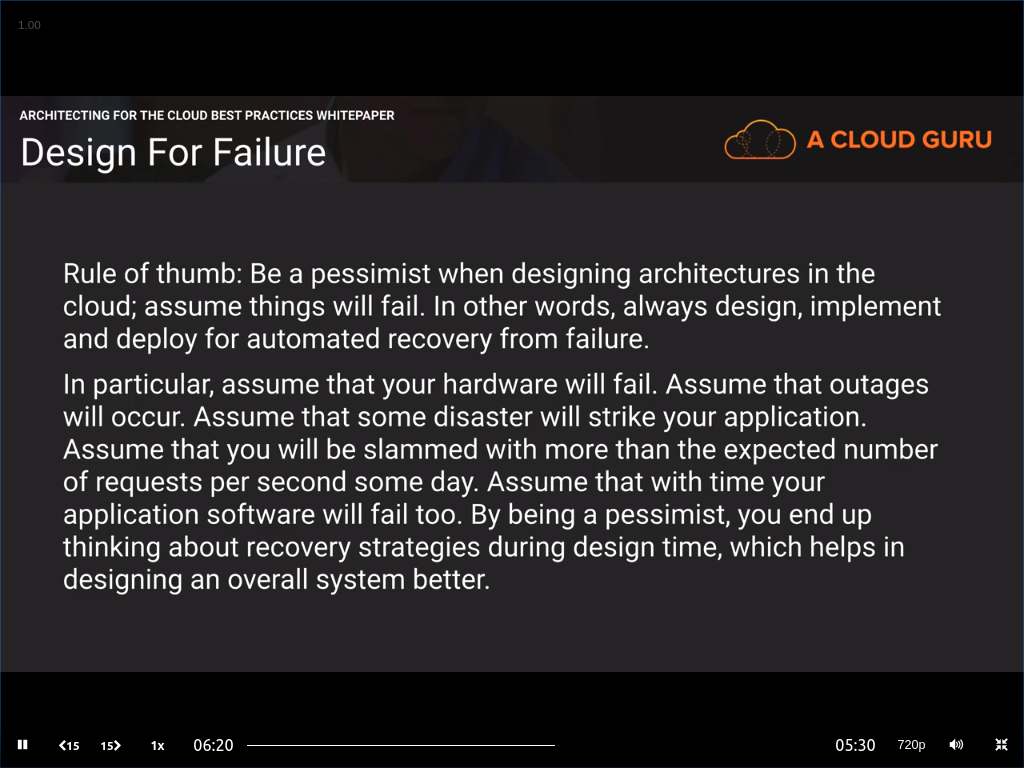 1.00
ARCHITECTING FOR THE CLOUD BEST PRACTICES WHITEPAPER
Design For Failure
A CLOUD GURU
Rule of thumb: Be a pessimist when designing architectures in the
cloud; assume things will fail. In other words, always design, implement
and deploy for automated recovery from failure.
In particular, assume that your hardware will fail. Assume that outages
will occur. Assume that some disaster will strike your application.
Assume that you will be slammed with more than the expected number
of requests per second some day. Assume that with time your
application software will fail too. By being a pessimist, you end up
thinking about recovery strategies during design time, which helps in
designing an overall system better.
15 15 1x 06:20 05:30 720p